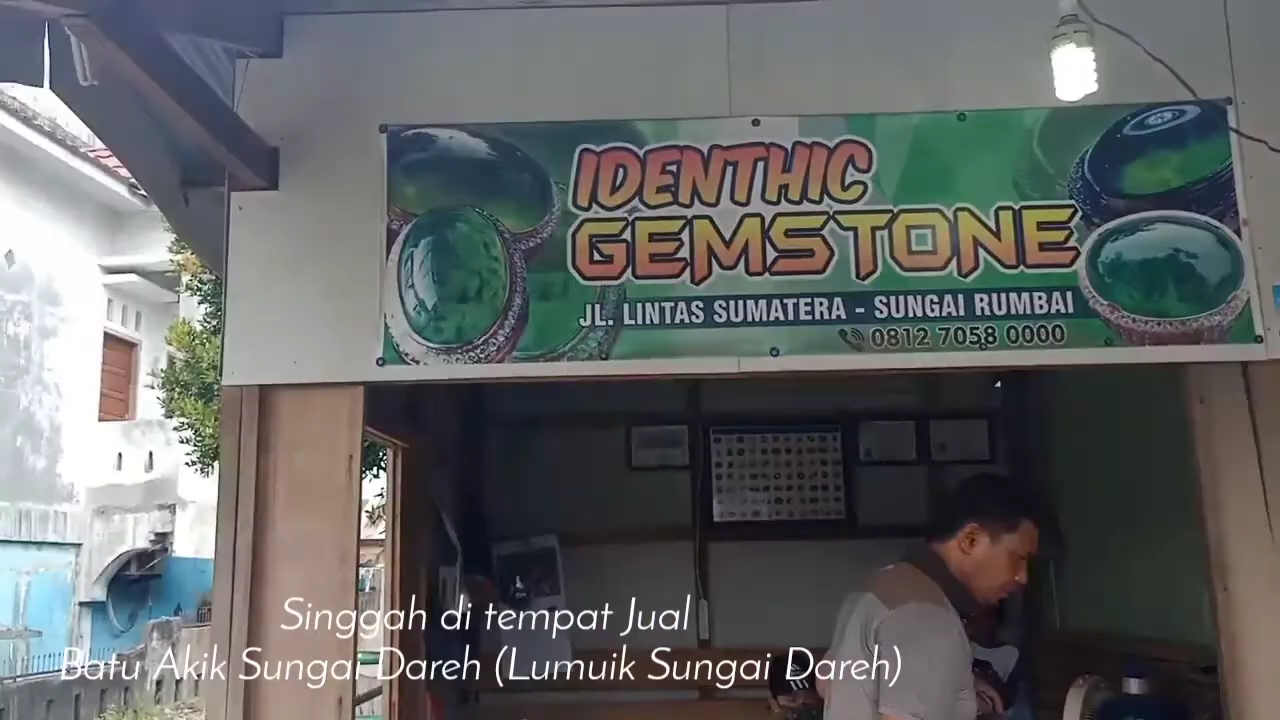 IDENTHIC
GEMSTONE
JL. LINTAS SUMATERA - SUNGAI RUMBAI
0812 7058 0000
Singgah di tempat Jual
Batu Akik Sungai Dareh (Lumuik Sungai Dareh)